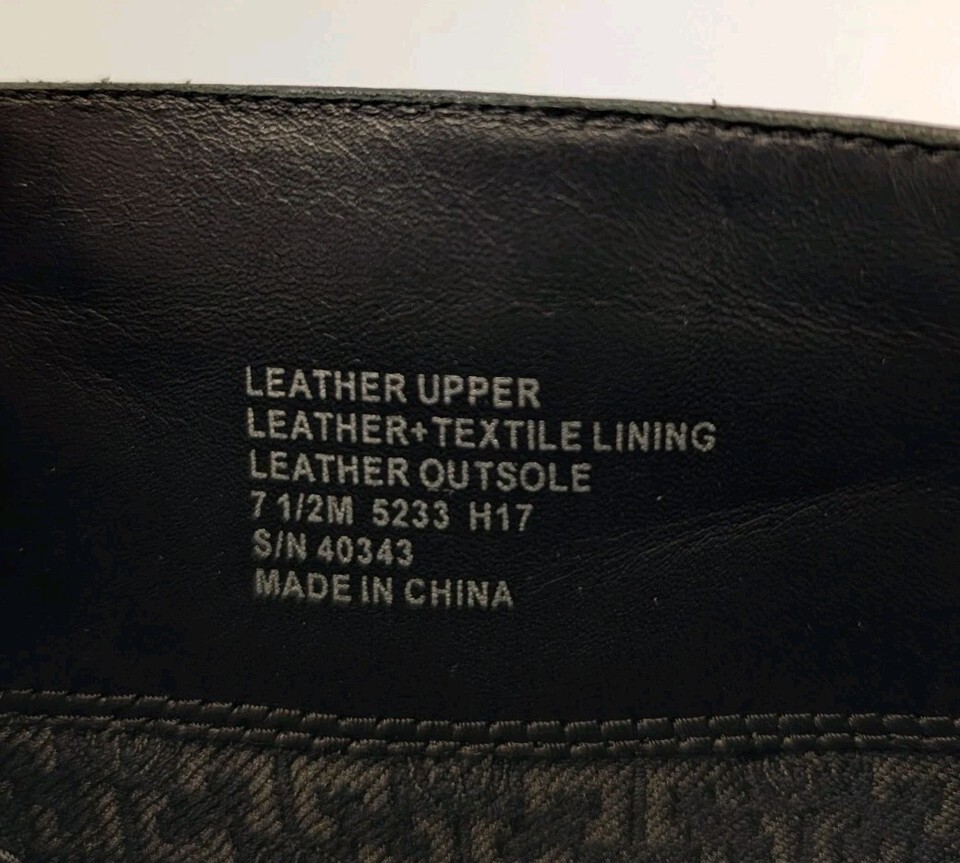 LEATHER UPPER
LEATHER+TEXTILE LINING
LEATHER OUTSOLE
7 1/2M 5233 H17
S/N 40343
MADE IN CHINA